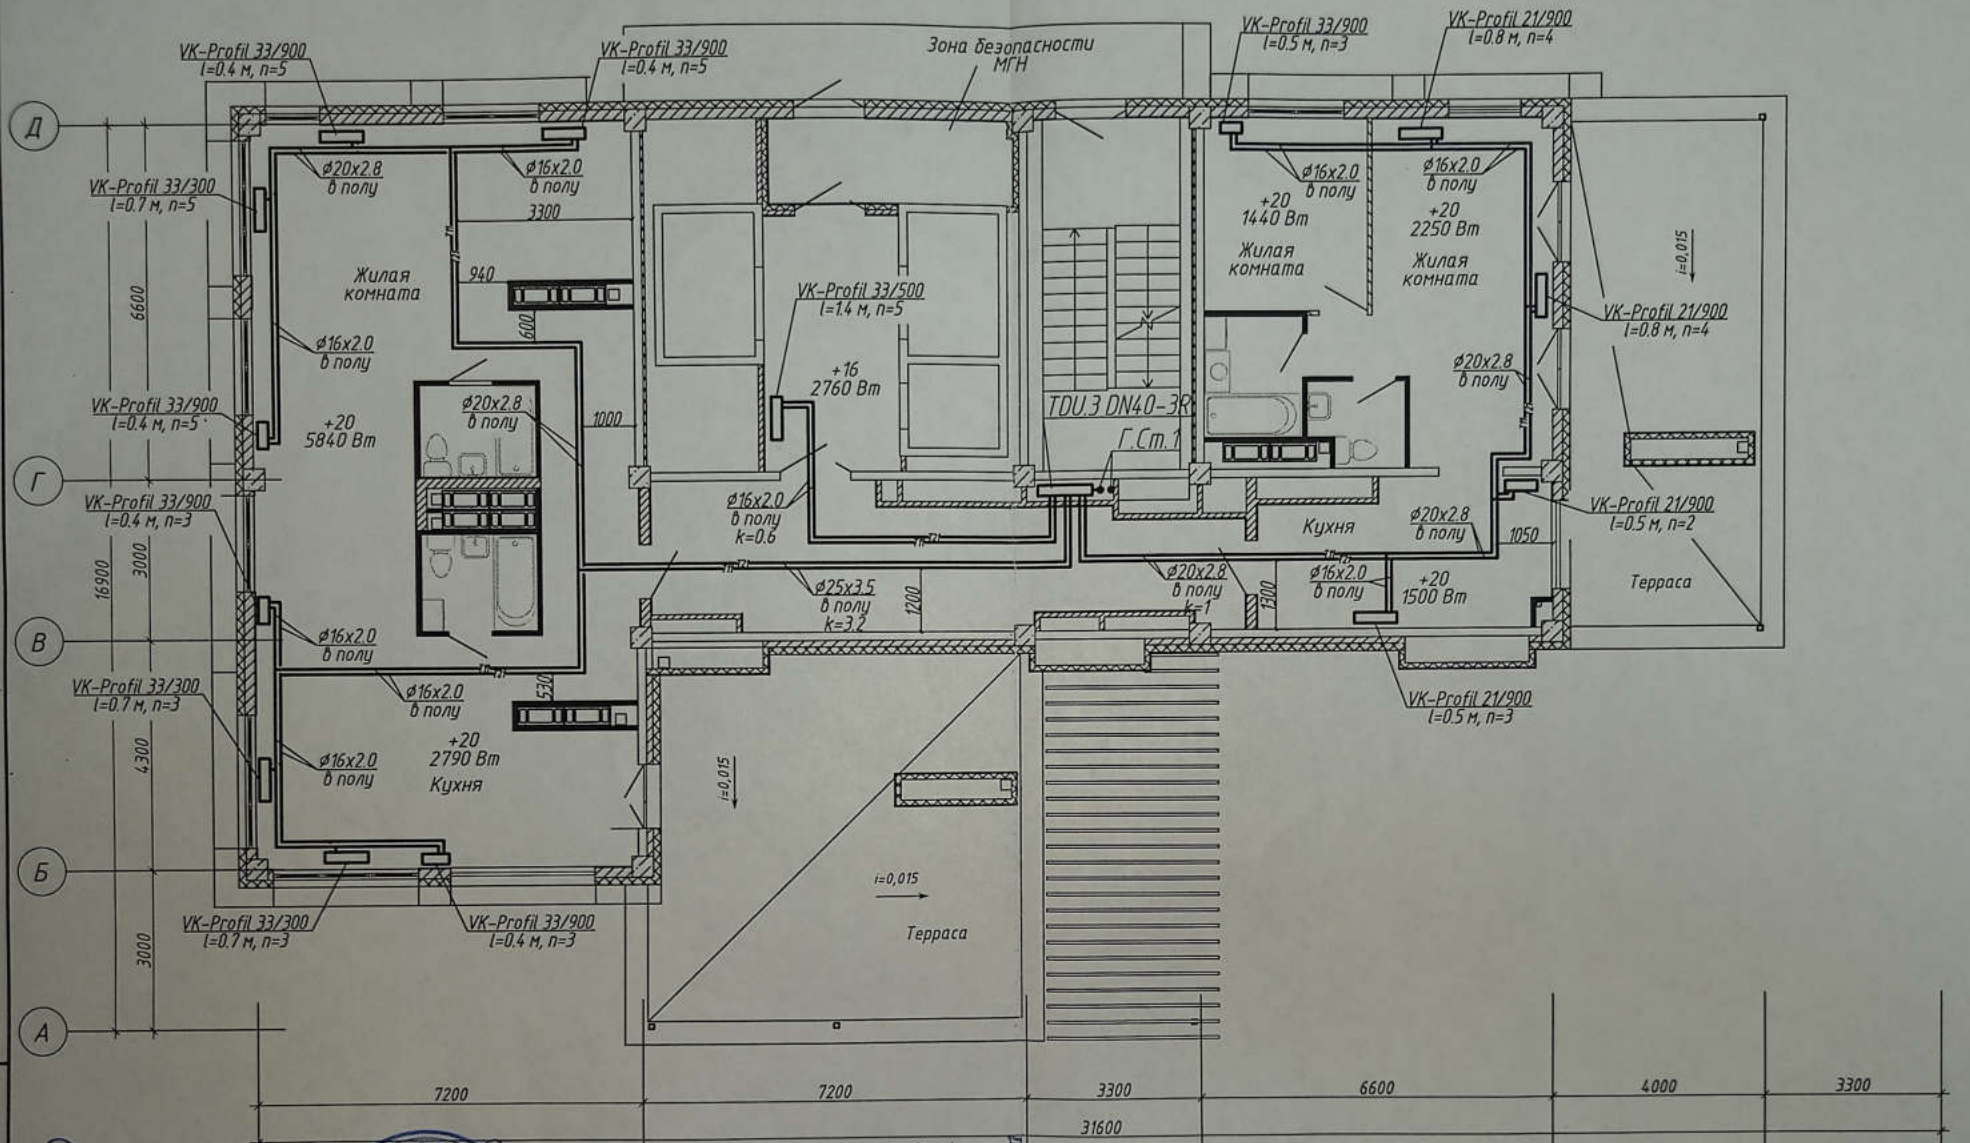 VK-Profil 33/900
l=0.4 м, n=5
VK-Profil 33/900
l=0.4 м, n=5
Зона безопасности
МГН
VK-Profil 33/900
l=0.5 м, n=3
VK-Profil 21/900
l=0.8 м, n=4
Д
ø20x2.8
в полу
ø16x2.0
в полу
ø16x2.0
в полу
ø16x2.0
в полу
VK-Profil 33/300
l=0.7 м, n=5
3300
+20
1440 Вт
Жилая
комната
+20
2250 Вт
Жилая
комната
i=0,015
Жилая
комната
940
600
6600
VK-Profil 33/500
l=1.4 м, n=5
VK-Profil 21/900
l=0.8 м, n=4
ø16x2.0
в полу
+16
2760 Вт
ø20x2.8
в полу
VK-Profil 33/900
l=0.4 м, n=5
+20
5840 Вт
ø20x2.8
в полу
1000
TDU.3 DN40-3R
Г.Ст.1
Г
VK-Profil 33/900
l=0.4 м, n=3
ø16x2.0
в полу
k=0.6
Кухня
ø20x2.8
в полу
VK-Profil 21/900
l=0.5 м, n=2
1050
T11
T21
16900
3000
ø25x3.5
в полу
k=3.2
1200
ø20x2.8
в полу
k=1
1300
ø16x2.0
в полу
+20
1500 Вт
Терраса
В
ø16x2.0
в полу
VK-Profil 33/300
l=0.7 м, n=3
ø16x2.0
в полу
530
VK-Profil 21/900
l=0.5 м, n=3
4300
ø16x2.0
в полу
+20
2790 Вт
Кухня
i=0,015
Б
i=0,015
VK-Profil 33/300
l=0.7 м, n=3
VK-Profil 33/900
l=0.4 м, n=3
Терраса
3000
А
7200
7200
3300
6600
4000
3300
31600